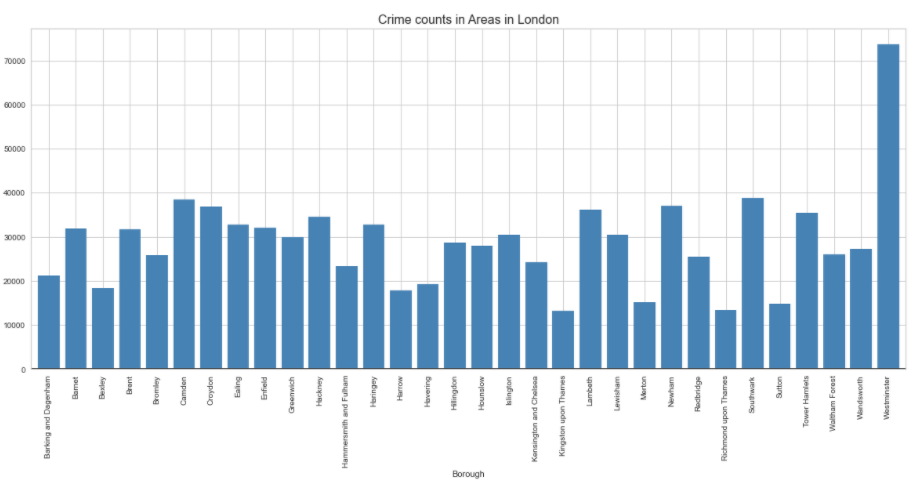 Crime counts in Areas in London
70000
60000
50000
40000
30000
20000
10000
0
Barking and Dagenham
Barnet
Bexley
Brent
Bromley
Camden
Croydon
Ealing
Enfield
Greenwich
Hackney
Hammersmith and Fulham
Haringey
Harrow
Havering
Hillingdon
Hounslow
Islington
Kensington and Chelsea
Kingston upon Thames
Lambeth
Lewisham
Merton
Newham
Redbridge
Richmond upon Thames
Southwark
Sutton
Tower Hamlets
Waltham Forest
Wandsworth
Westminster
Borough